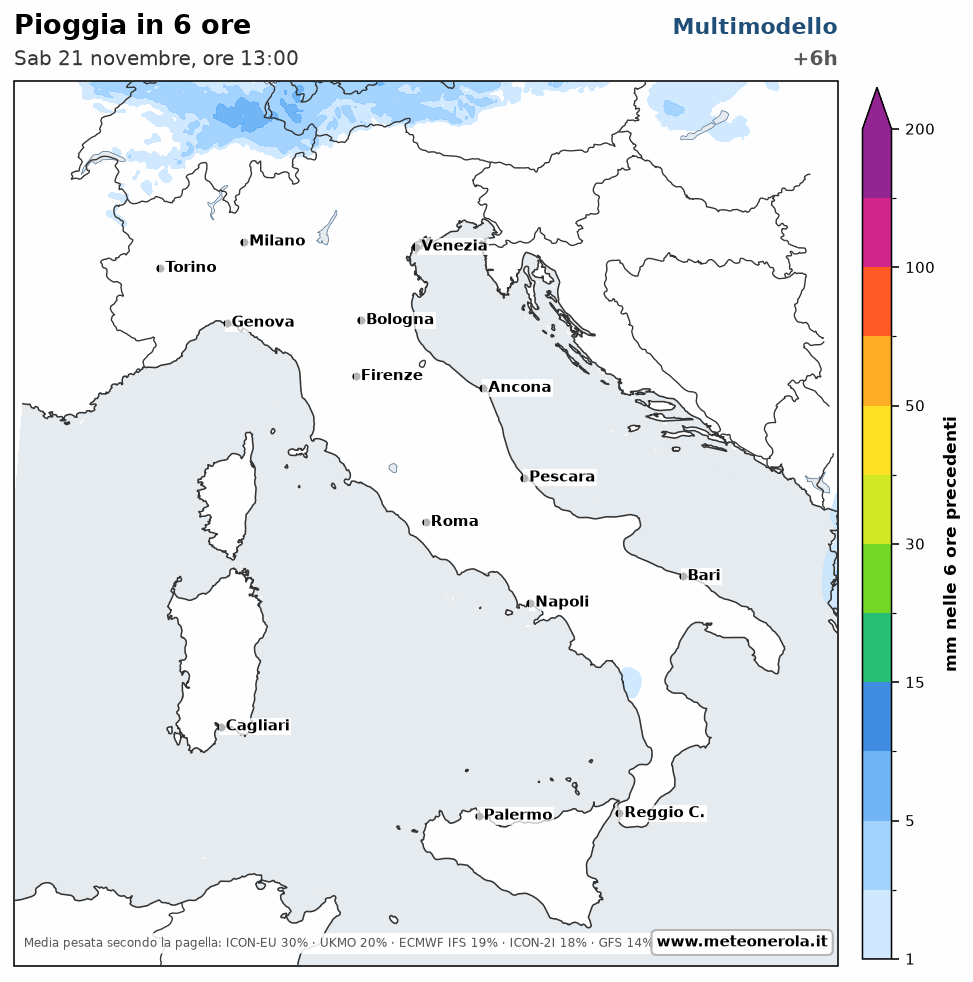 Pioggia in 6 ore
Multimodello
Sab 21 novembre, ore 13:00
+6h
200
100
50
30
15
5
1
mm nelle 6 ore precedenti
Milano
Venezia
Torino
Genova
Bologna
Firenze
Ancona
Pescara
Roma
Bari
Napoli
Cagliari
Palermo
Reggio C.
Media pesata secondo la pagella: ICON-EU 30% · UKMO 20% · ECMWF IFS 19% · ICON-2I 18% · GFS 14%
www.meteonerola.it